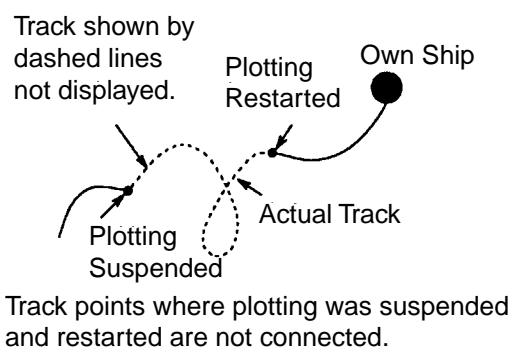 Track shown by
dashed lines
not displayed.
Plotting
Restarted
Own Ship
Actual Track
Plotting
Suspended
Track points where plotting was suspended
and restarted are not connected.